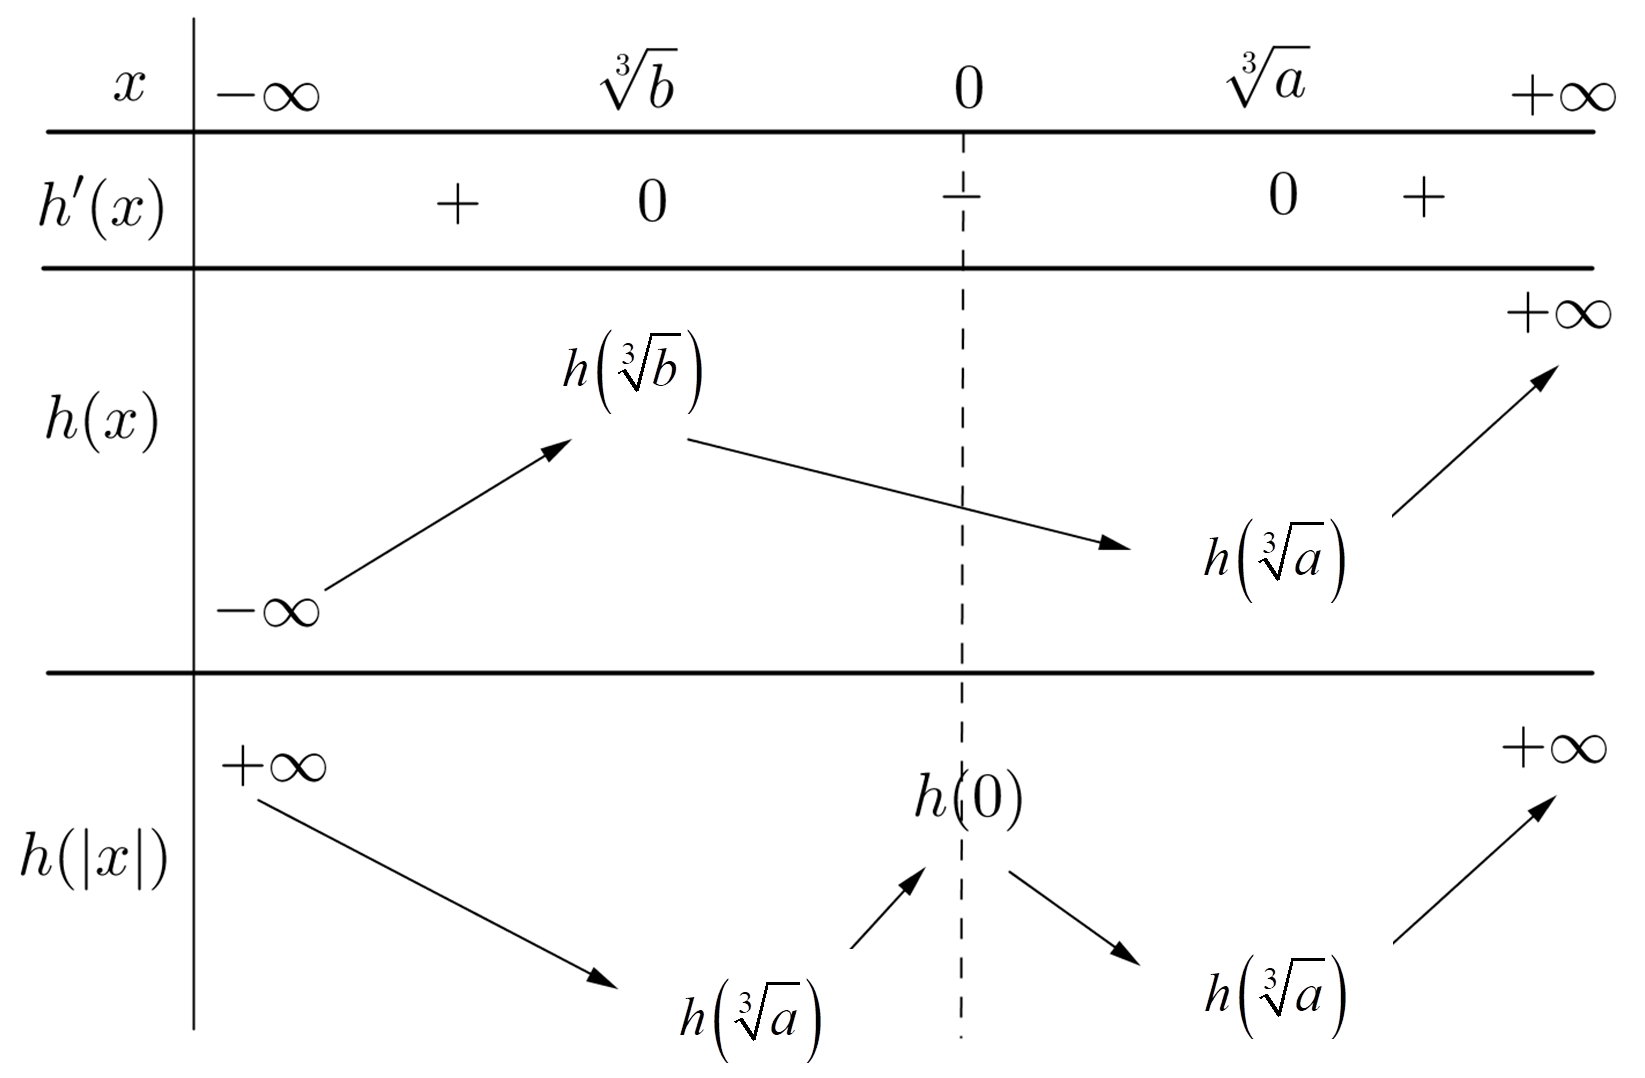 x −∞ ∛b 0 ∛a +∞
h′(x) + 0 − 0 +
+∞
h(∛b)
h(x)
h(∛a)
−∞
+∞ h(0) +∞
h(|x|)
h(∛a) h(∛a)